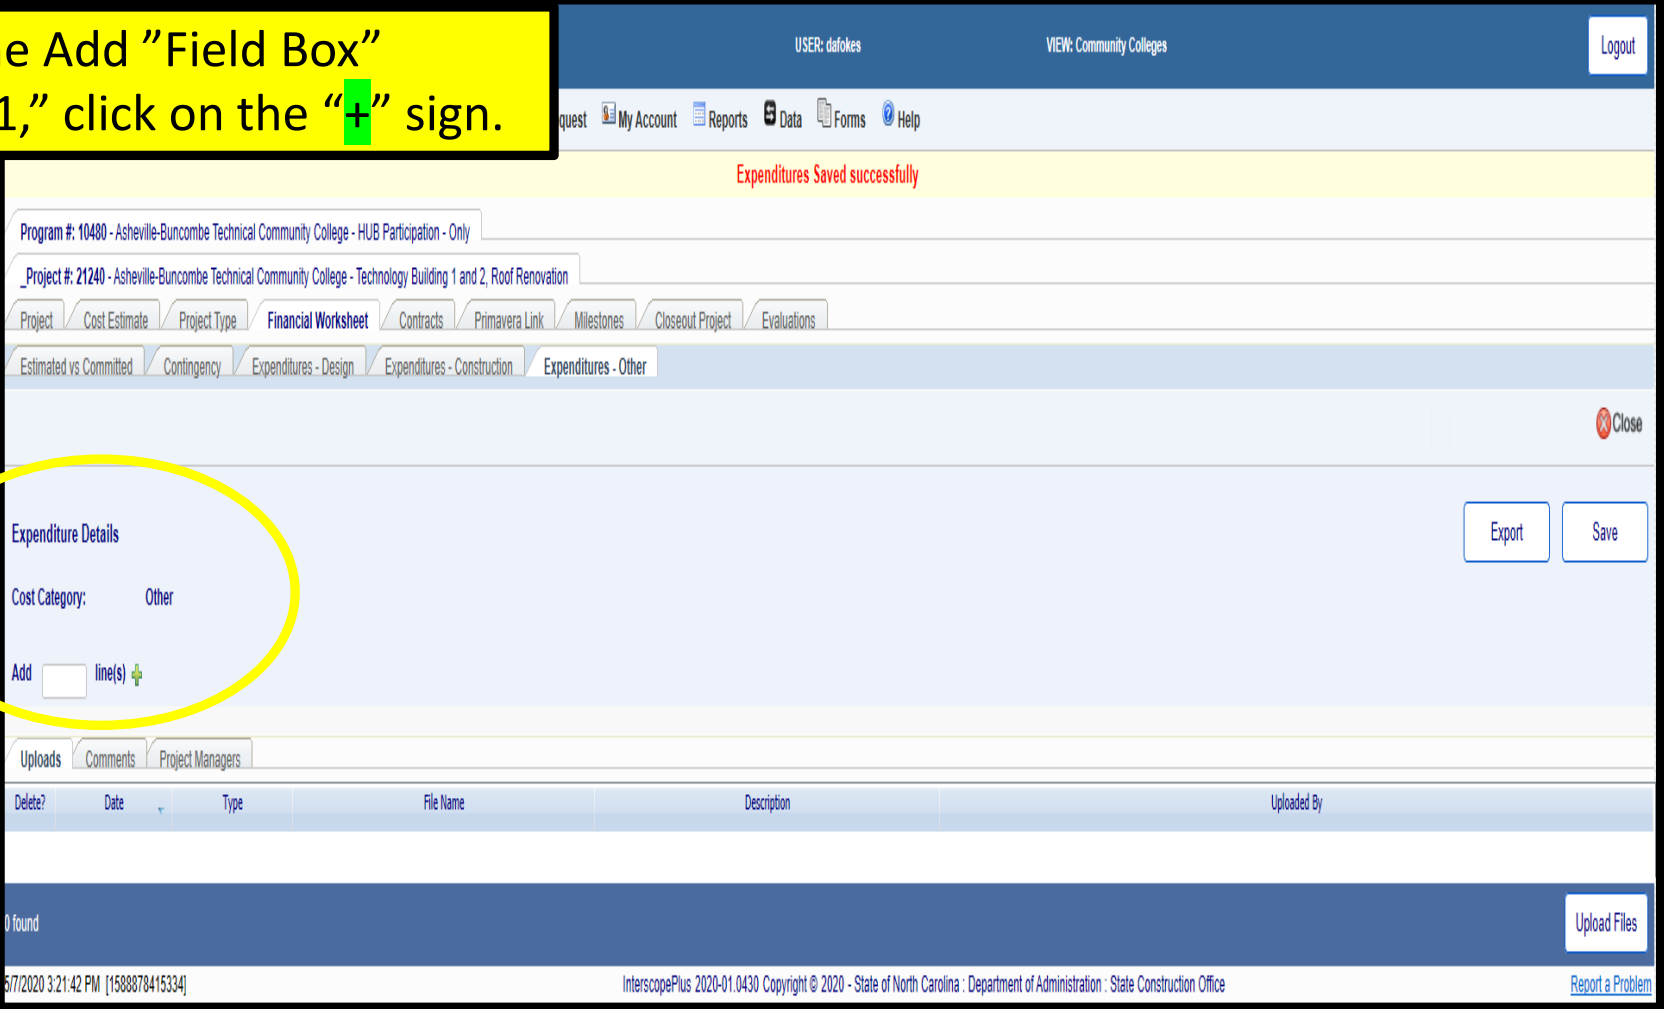 e Add ”Field Box”
1,” click on the “+” sign.
USER: dafokes
VIEW: Community Colleges
Logout
quest My Account Reports Data Forms Help
Expenditures Saved successfully
Program #: 10480 - Asheville-Buncombe Technical Community College - HUB Participation - Only
_Project #: 21240 - Asheville-Buncombe Technical Community College - Technology Building 1 and 2, Roof Renovation
Project Cost Estimate Project Type Financial Worksheet Contracts Primavera Link Milestones Closeout Project Evaluations
Estimated vs Committed Contingency Expenditures - Design Expenditures - Construction Expenditures - Other
Close
Expenditure Details
Export Save
Cost Category: Other
Add line(s)
Uploads Comments Project Managers
Delete? Date Type File Name Description Uploaded By
0 found
Upload Files
5/7/2020 3:21:42 PM [1588878415334]
InterscopePlus 2020-01.0430 Copyright © 2020 - State of North Carolina : Department of Administration : State Construction Office
Report a Problem